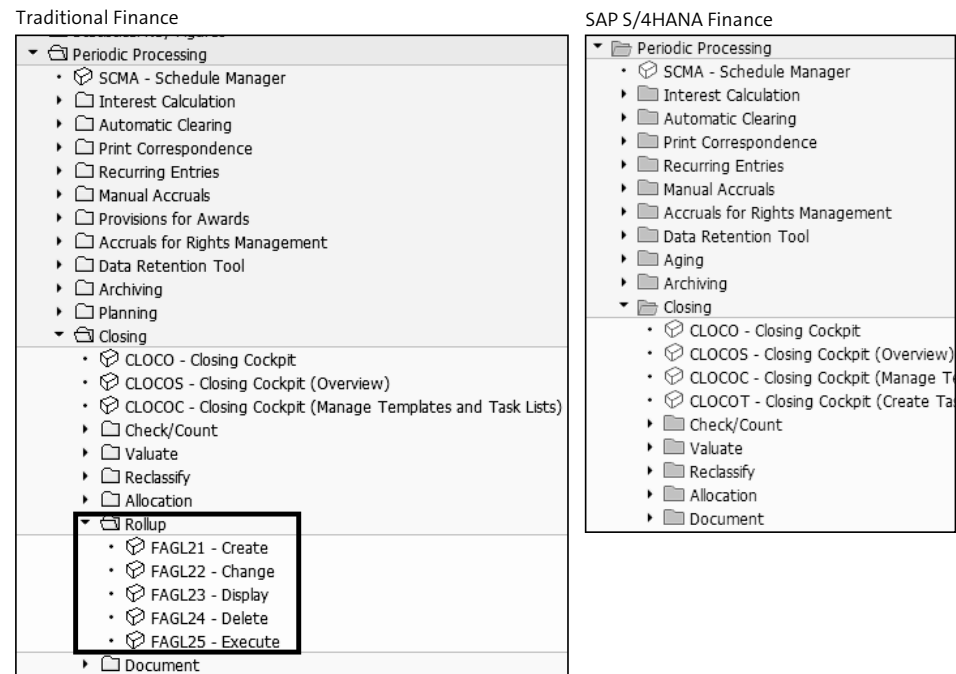 Traditional Finance
Periodic Processing
SCMA - Schedule Manager
Interest Calculation
Automatic Clearing
Print Correspondence
Recurring Entries
Manual Accruals
Provisions for Awards
Accruals for Rights Management
Data Retention Tool
Archiving
Planning
Closing
CLOCO - Closing Cockpit
CLOCOS - Closing Cockpit (Overview)
CLOCOC - Closing Cockpit (Manage Templates and Task Lists)
Check/Count
Valuate
Reclassify
Allocation
Rollup
FAGL21 - Create
FAGL22 - Change
FAGL23 - Display
FAGL24 - Delete
FAGL25 - Execute
Document
SAP S/4HANA Finance
Periodic Processing
SCMA - Schedule Manager
Interest Calculation
Automatic Clearing
Print Correspondence
Recurring Entries
Manual Accruals
Accruals for Rights Management
Data Retention Tool
Aging
Archiving
Closing
CLOCO - Closing Cockpit
CLOCOS - Closing Cockpit (Overview)
CLOCOC - Closing Cockpit (Manage
CLOCOT - Closing Cockpit (Create
Check/Count
Valuate
Reclassify
Allocation
Document